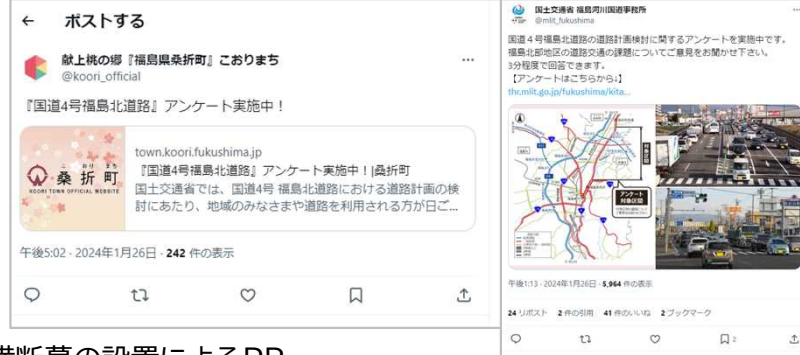 ポストする
献上桃の郷『福島県桑折町』こおりまち
@koori_official
『国道4号福島北道路』アンケート実施中！
こ お り ま ち
桑折町
KOORI TOWN OFFICIAL WEBSITE
town.koori.fukushima.jp
『国道4号福島北道路』アンケート実施中！|桑折町
国土交通省では、国道4号 福島北道路における道路計画の検
討にあたり、地域のみなさまや道路を利用される方が日ご...
午後5:02 · 2024年1月26日 · 242 件の表示
国土交通省 福島河川国道事務所
@mlit_fukushima
国道４号福島北道路の道路計画検討に関するアンケートを実施中です。
福島北部地区の道路交通の課題についてご意見をお聞かせ下さい。
3分程度で回答できます。
【アンケートはこちらから↓】
thr.mlit.go.jp/fukushima/kita...
対象区間
アンケート
対象区間
午後1:13 · 2024年1月26日 · 5,964 件の表示
24 リポスト 2 件の引用 41 件のいいね 2 ブックマーク
2